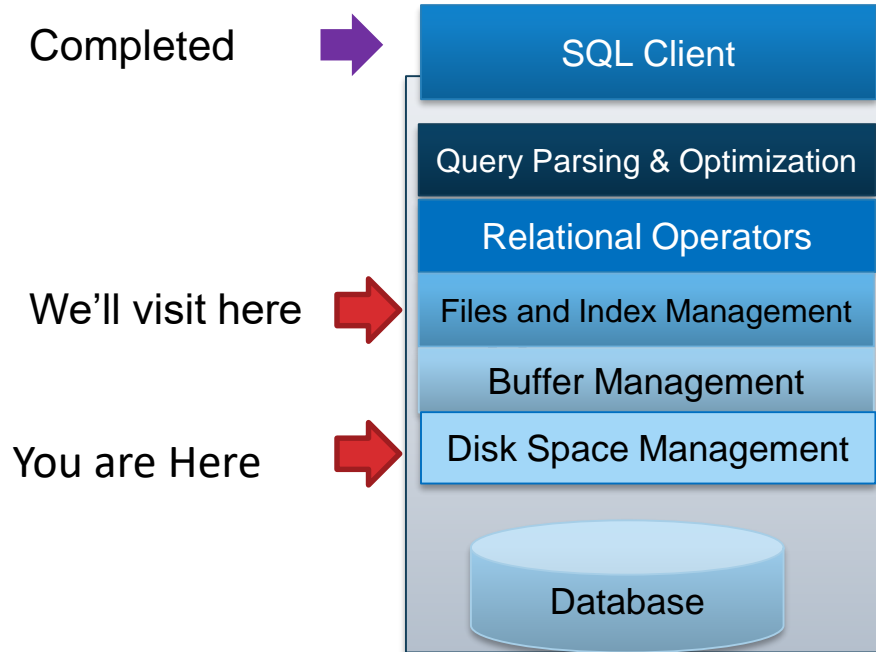 Completed
SQL Client
Query Parsing & Optimization
Relational Operators
We’ll visit here
Files and Index Management
Buffer Management
You are Here
Disk Space Management
Database